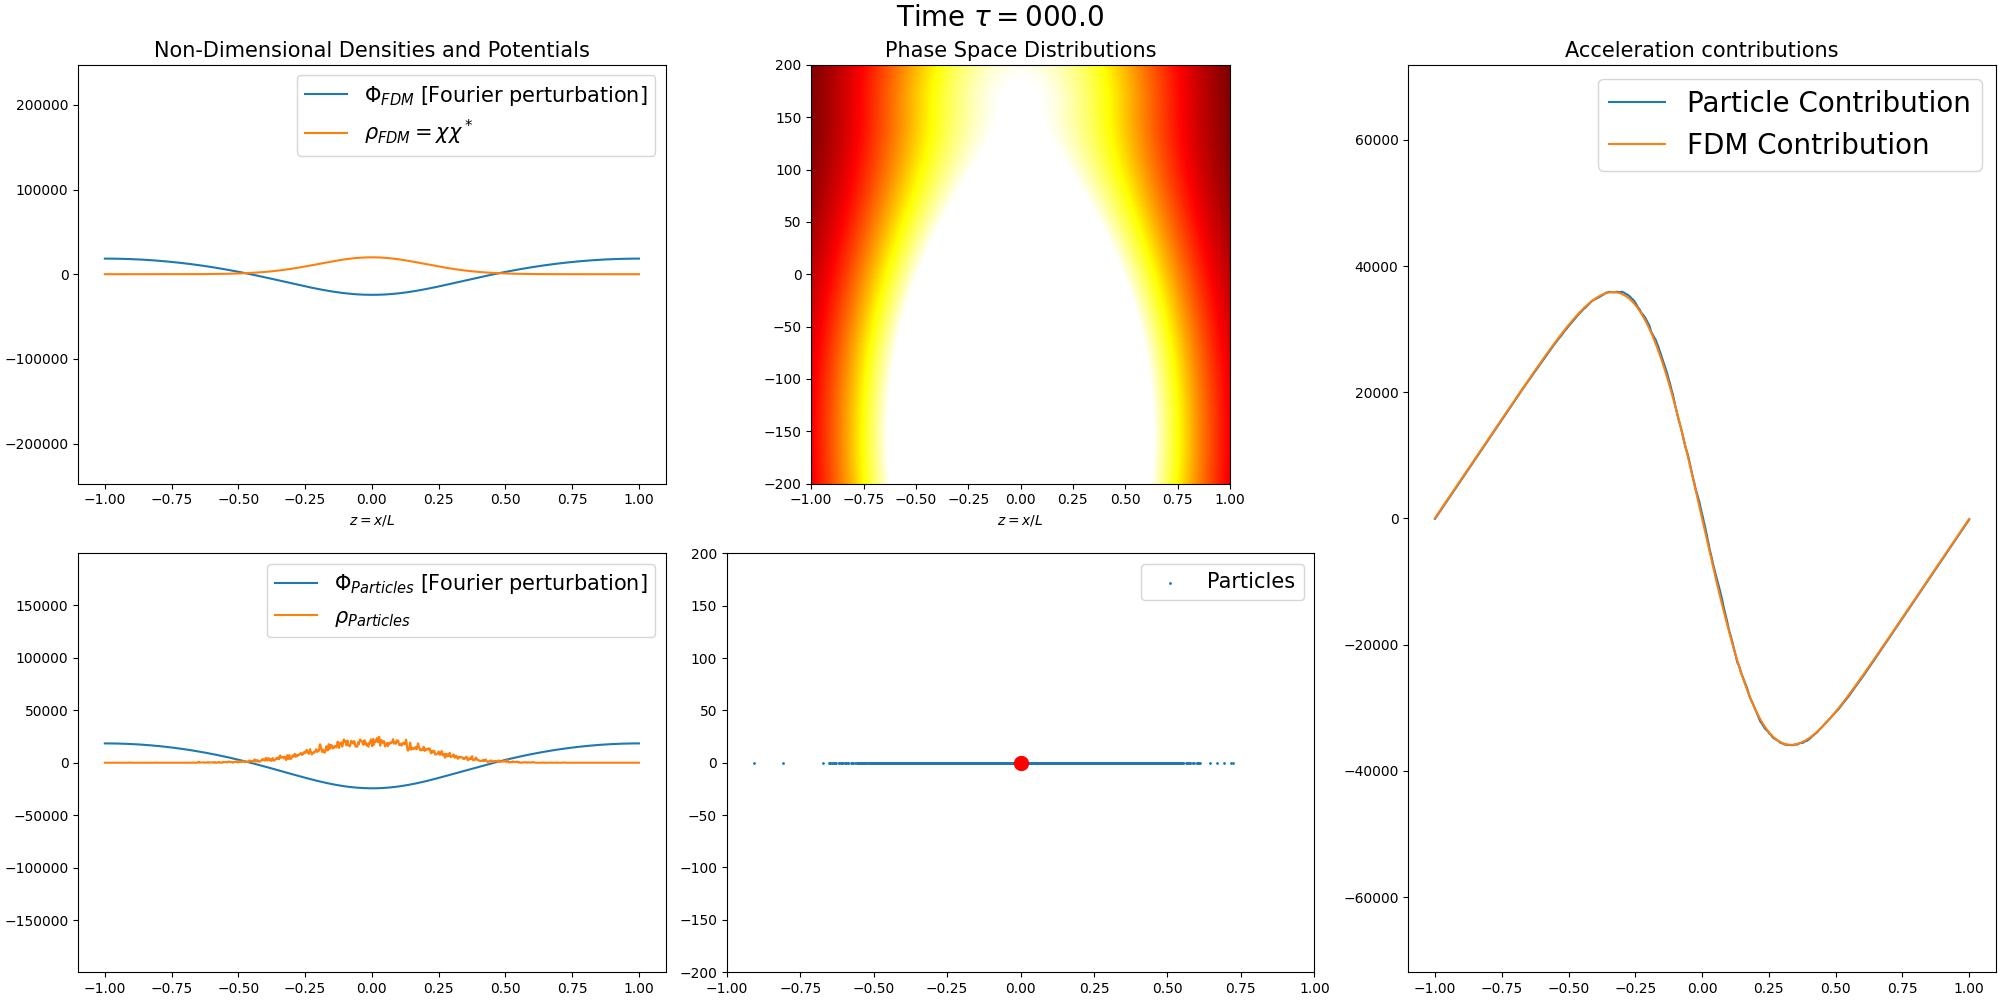 Time τ = 000.0
Non-Dimensional Densities and Potentials
Φ_FDM [Fourier perturbation]
ρ_FDM = χχ*
200000
100000
0
−100000
−200000
−1.00 −0.75 −0.50 −0.25 0.00 0.25 0.50 0.75 1.00
z = x/L
Phase Space Distributions
200
150
100
50
0
−50
−100
−150
−200
−1.00 −0.75 −0.50 −0.25 0.00 0.25 0.50 0.75 1.00
z = x/L
Acceleration contributions
Particle Contribution
FDM Contribution
60000
40000
20000
0
−20000
−40000
−60000
−1.00 −0.75 −0.50 −0.25 0.00 0.25 0.50 0.75 1.00
Φ_Particles [Fourier perturbation]
ρ_Particles
150000
100000
50000
0
−50000
−100000
−150000
−1.00 −0.75 −0.50 −0.25 0.00 0.25 0.50 0.75 1.00
Particles
200
150
100
50
0
−50
−100
−150
−200
−1.00 −0.75 −0.50 −0.25 0.00 0.25 0.50 0.75 1.00